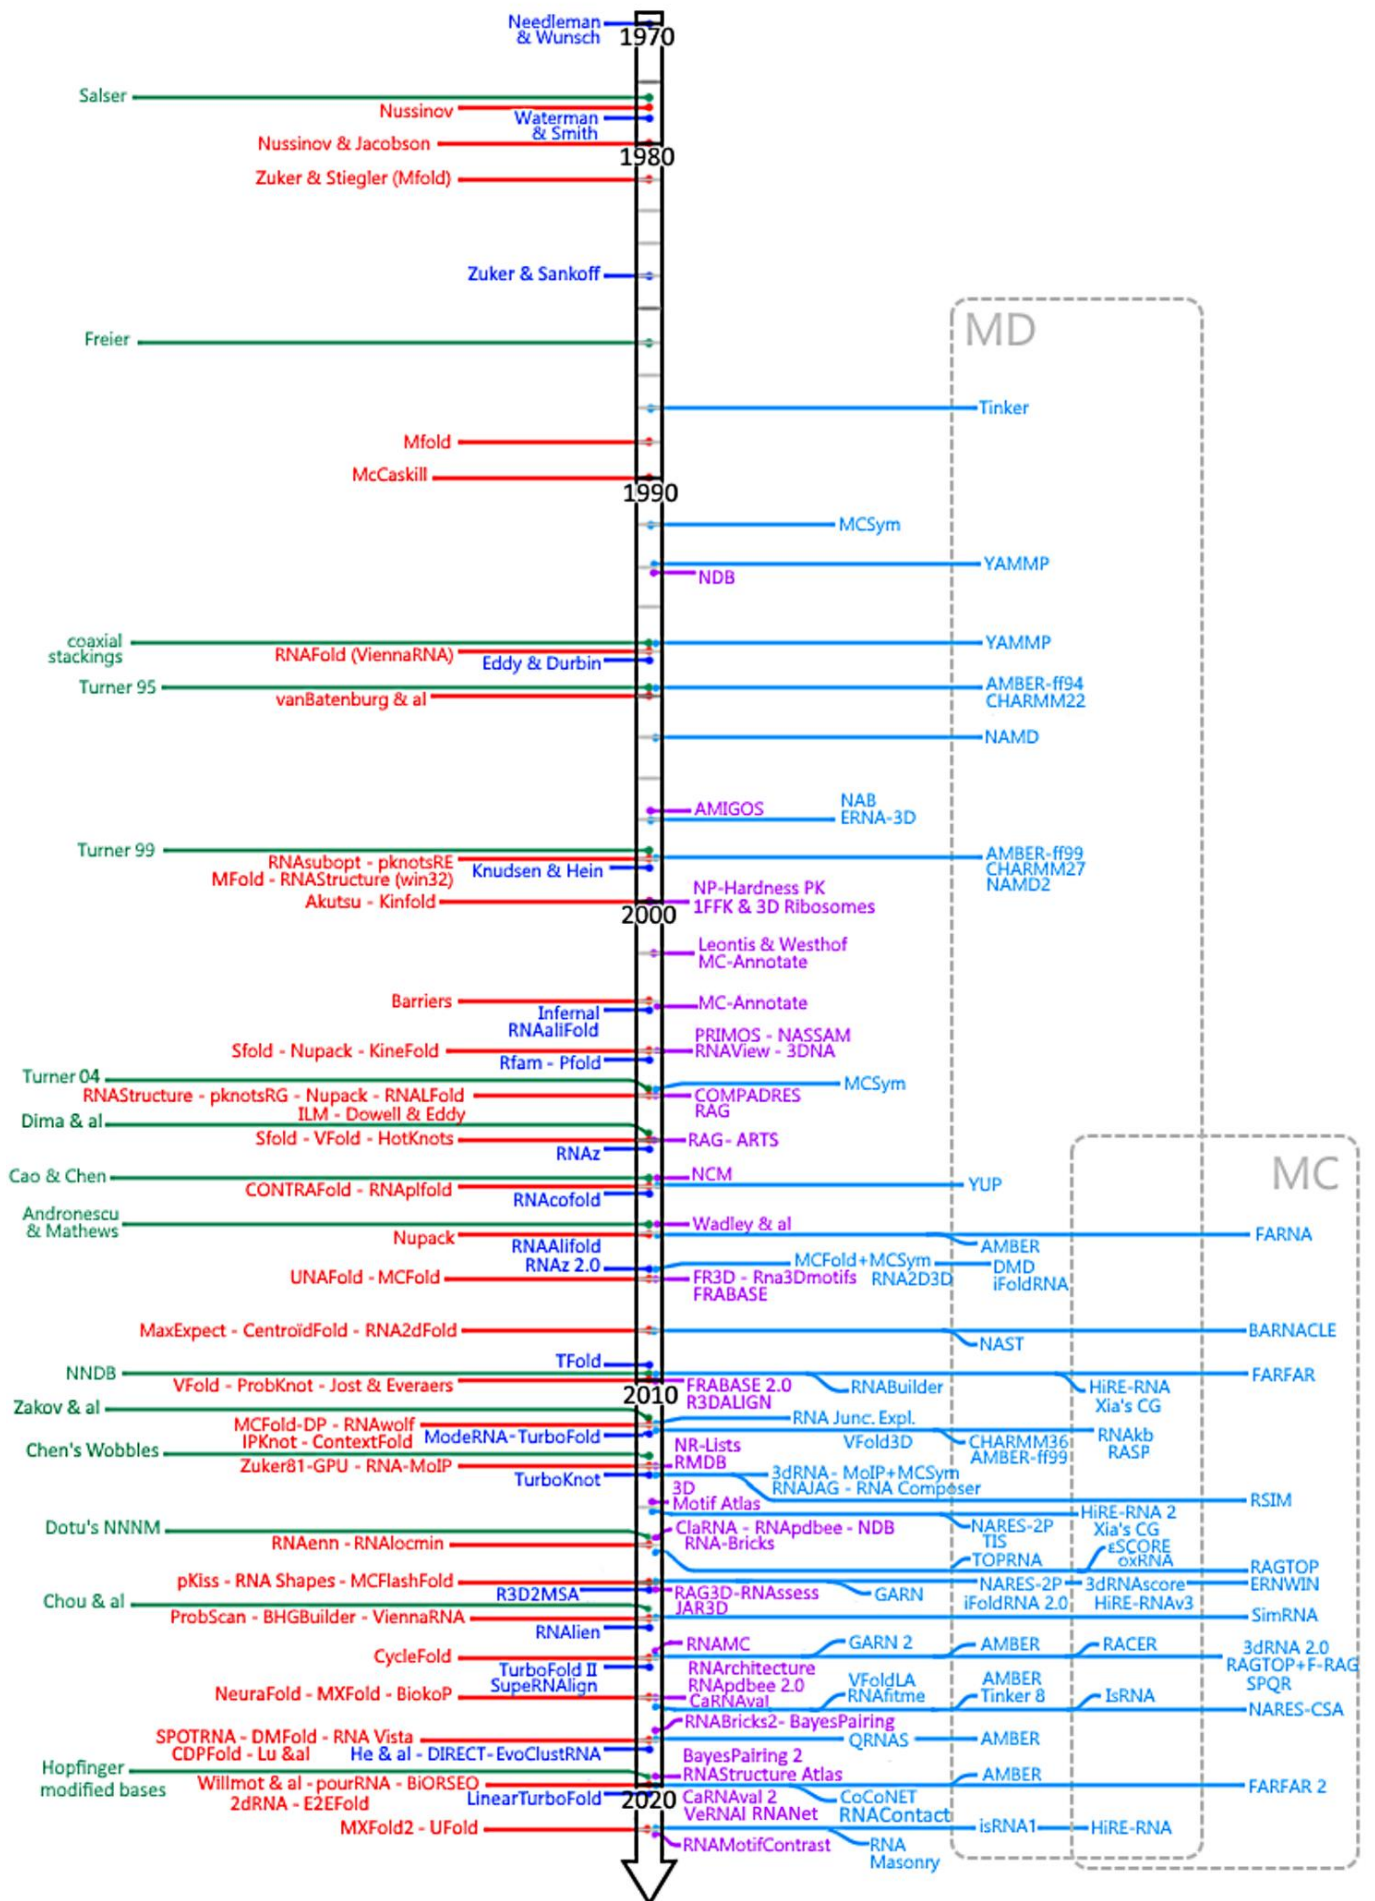 Needleman
& Wunsch
1970
Salser
Nussinov
Waterman
& Smith
Nussinov & Jacobson
1980
Zuker & Stiegler (Mfold)
Zuker & Sankoff
MD
Freier
Tinker
Mfold
McCaskill
1990
MCSym
YAMMP
NDB
coaxial
stackings
RNAFold (ViennaRNA)
Eddy & Durbin
YAMMP
Turner 95
vanBatenburg & al
AMBER-ff94
CHARMM22
NAMD
AMIGOS
NAB
ERNA-3D
Turner 99
RNAsubopt - pknotsRE
MFold - RNAStructure (win32)
Knudsen & Hein
AMBER-ff99
CHARMM27
NAMD2
Akutsu - Kinfold
NP-Hardness PK
1FFK & 3D Ribosomes
2000
Leontis & Westhof
MC-Annotate
Barriers
MC-Annotate
Infernal
RNAaliFold
Sfold - Nupack - KineFold
PRIMOS - NASSAM
RNAView - 3DNA
Rfam - Pfold
Turner 04
MCSym
RNAStructure - pknotsRG - Nupack - RNALFold
ILM - Dowell & Eddy
COMPADRES
RAG
Dima & al
Sfold - VFold - HotKnots
RAG- ARTS
RNAz
MC
Cao & Chen
CONTRAFold - RNAplfold
RNAcofold
NCM
YUP
Andronescu
& Mathews
Nupack
Wadley & al
FARNA
AMBER
RNAAlifold
RNAz 2.0
MCFold+MCSym
RNA2D3D
DMD
iFoldRNA
UNAFold - MCFold
FR3D - Rna3Dmotifs
FRABASE
MaxExpect - CentroïdFold - RNA2dFold
BARNACLE
NAST
TFold
NNDB
VFold - ProbKnot - Jost & Everaers
FARFAR
FRABASE 2.0
R3DALIGN
RNABuilder
HiRE-RNA
Xia's CG
2010
Zakov & al
MCFold-DP - RNAwolf
IPKnot - ContextFold
ModeRNA-TurboFold
RNA Junc. Expl.
VFold3D
CHARMM36
AMBER-ff99
RNAkb
RASP
Chen's Wobbles
Zuker81-GPU - RNA-MoIP
NR-Lists
RMDB
TurboKnot
3dRNA - MoIP+MCSym
RNAJAG - RNA Composer
RSIM
3D
Motif Atlas
HiRE-RNA 2
Xia's CG
NARES-2P
TIS
Dotu's NNNM
RNAenn - RNAlocmin
ClaRNA - RNApdbee - NDB
RNA-Bricks
εSCORE
oxRNA
TOPRNA
RAGTOP
pKiss - RNA Shapes - MCFlashFold
R3D2MSA
RAG3D-RNAssess
JAR3D
GARN
NARES-2P
iFoldRNA 2.0
3dRNAscore
HiRE-RNAv3
ERNWIN
Chou & al
ProbScan - BHGBuilder - ViennaRNA
SimRNA
RNAlien
CycleFold
RNAMC
GARN 2
AMBER
RACER
3dRNA 2.0
RAGTOP+F-RAG
SPQR
TurboFold II
SupeRNAlign
RNArchitecture
RNApdbee 2.0
CaRNAval
NeuraFold - MXFold - BiokoP
VFoldLA
RNAfitme
AMBER
Tinker 8
IsRNA
NARES-CSA
RNABricks2- BayesPairing
SPOTRNA - DMFold - RNA Vista
CDPFold - Lu &al
He & al - DIRECT-EvoClustRNA
QRNAS
AMBER
Hopfinger
modified bases
BayesPairing 2
RNAStructure Atlas
AMBER
Willmot & al - pourRNA - BiORSEO
2dRNA - E2EFold
LinearTurboFold
FARFAR 2
2020
CaRNAval 2
VeRNAl RNANet
CoCoNET
RNAContact
MXFold2 - UFold
isRNA1
HiRE-RNA
RNAMotifContrast
RNA
Masonry